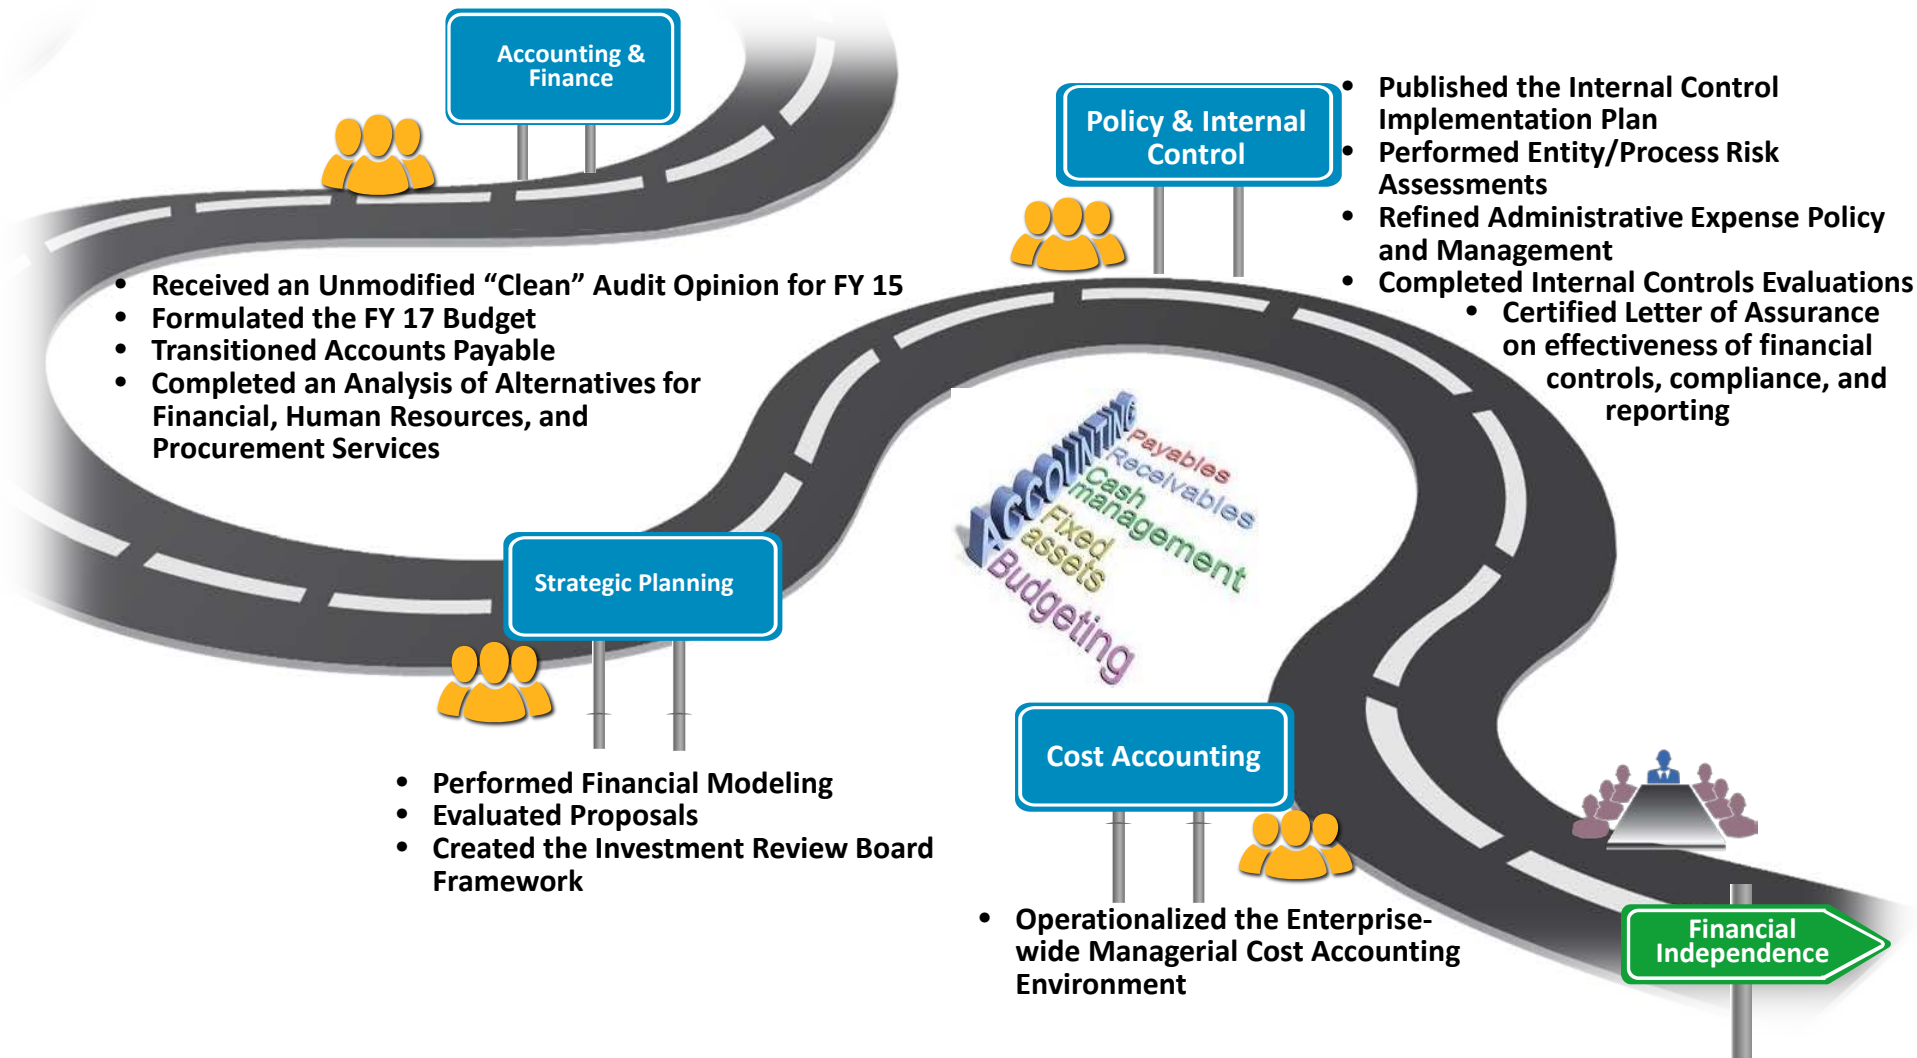 Accounting &
Finance
• Received an Unmodified “Clean” Audit Opinion for FY 15
• Formulated the FY 17 Budget
• Transitioned Accounts Payable
• Completed an Analysis of Alternatives for
Financial, Human Resources, and
Procurement Services
Policy & Internal
Control
• Published the Internal Control
Implementation Plan
• Performed Entity/Process Risk
Assessments
• Refined Administrative Expense Policy
and Management
• Completed Internal Controls Evaluations
• Certified Letter of Assurance
on effectiveness of financial
controls, compliance, and
reporting
ACCOUNTING
Payables
Receivables
Cash
management
Fixed
assets
Budgeting
Strategic Planning
• Performed Financial Modeling
• Evaluated Proposals
• Created the Investment Review Board
Framework
Cost Accounting
• Operationalized the Enterprise-
wide Managerial Cost Accounting
Environment
Financial
Independence